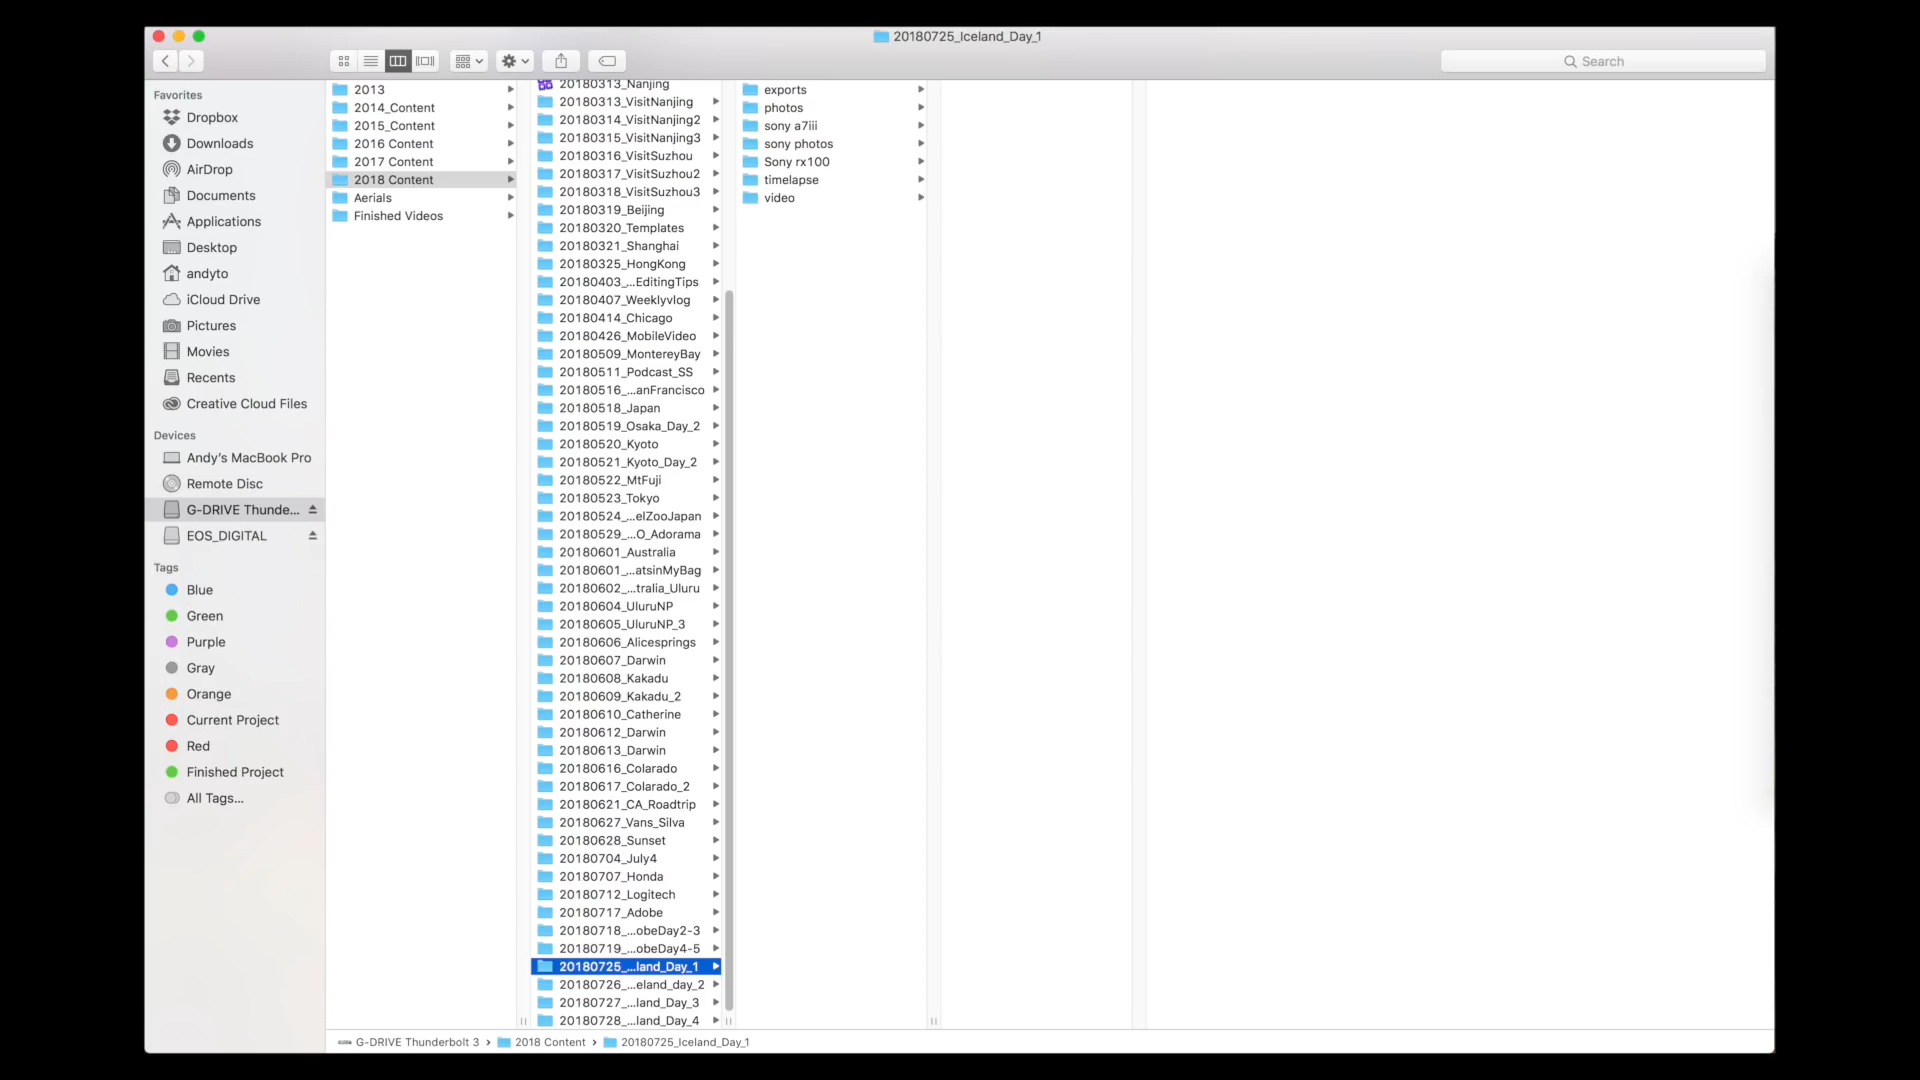 20180725_Iceland_Day_1
Search
Favorites
Dropbox
Downloads
AirDrop
Documents
Applications
Desktop
andyto
iCloud Drive
Pictures
Movies
Recents
Creative Cloud Files
Devices
Andy's MacBook Pro
Remote Disc
G-DRIVE Thunde...
EOS_DIGITAL
Tags
Blue
Green
Purple
Gray
Orange
Current Project
Red
Finished Project
All Tags...
2013
2014_Content
2015_Content
2016 Content
2017 Content
2018 Content
Aerials
Finished Videos
20180313_Nanjing
20180313_VisitNanjing
20180314_VisitNanjing2
20180315_VisitNanjing3
20180316_VisitSuzhou
20180317_VisitSuzhou2
20180318_VisitSuzhou3
20180319_Beijing
20180320_Templates
20180321_Shanghai
20180325_HongKong
20180403_...EditingTips
20180407_Weeklyvlog
20180414_Chicago
20180426_MobileVideo
20180509_MontereyBay
20180511_Podcast_SS
20180516_...anFrancisco
20180518_Japan
20180519_Osaka_Day_2
20180520_Kyoto
20180521_Kyoto_Day_2
20180522_MtFuji
20180523_Tokyo
20180524_...elZooJapan
20180529_...O_Adorama
20180601_Australia
20180601_...atsinMyBag
20180602_...tralia_Uluru
20180604_UluruNP
20180605_UluruNP_3
20180606_Alicesprings
20180607_Darwin
20180608_Kakadu
20180609_Kakadu_2
20180610_Catherine
20180612_Darwin
20180613_Darwin
20180616_Colarado
20180617_Colarado_2
20180621_CA_Roadtrip
20180627_Vans_Silva
20180628_Sunset
20180704_July4
20180707_Honda
20180712_Logitech
20180717_Adobe
20180718_...obeDay2-3
20180719_...obeDay4-5
20180725_...land_Day_1
20180726_...eland_day_2
20180727_...land_Day_3
20180728_...land_Day_4
exports
photos
sony a7iii
sony photos
Sony rx100
timelapse
video
G-DRIVE Thunderbolt 3 › 2018 Content › 20180725_Iceland_Day_1